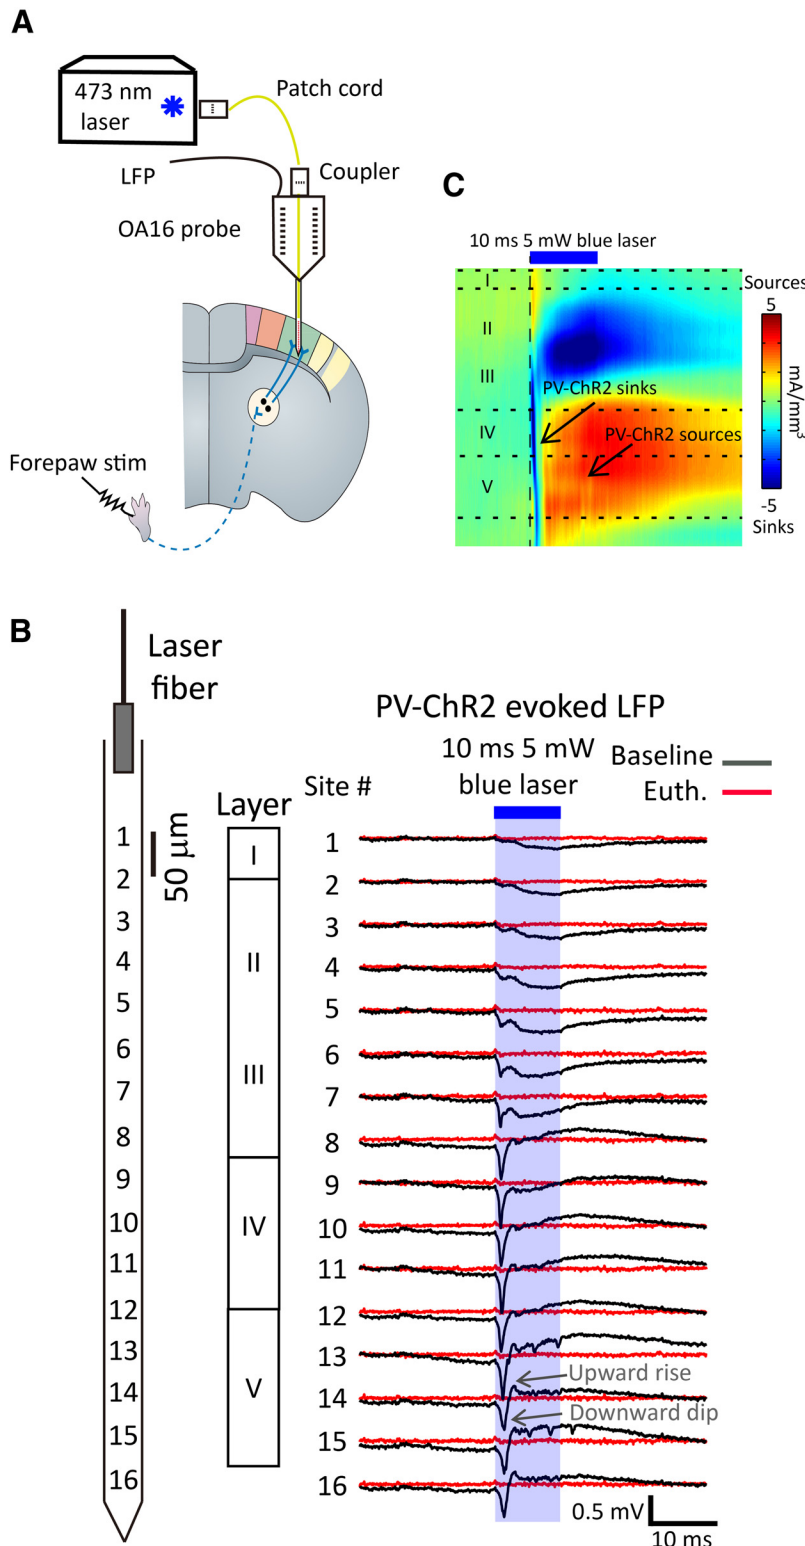 A
473 nm
laser
Patch cord
LFP
Coupler
OA16 probe
Forepaw stim
C
10 ms 5 mW blue laser
I
II
III
IV
V
PV-ChR2 sinks
PV-ChR2 sources
Sources
5
mA/mm³
-5
Sinks
B
Laser
fiber
PV-ChR2 evoked LFP
10 ms 5 mW
blue laser
Baseline
Euth.
Site #
Layer
50 µm
1
2
3
4
5
6
7
8
9
10
11
12
13
14
15
16
I
II
III
IV
V
1
2
3
4
5
6
7
8
9
10
11
12
13
14
15
16
Upward rise
Downward dip
0.5 mV
10 ms